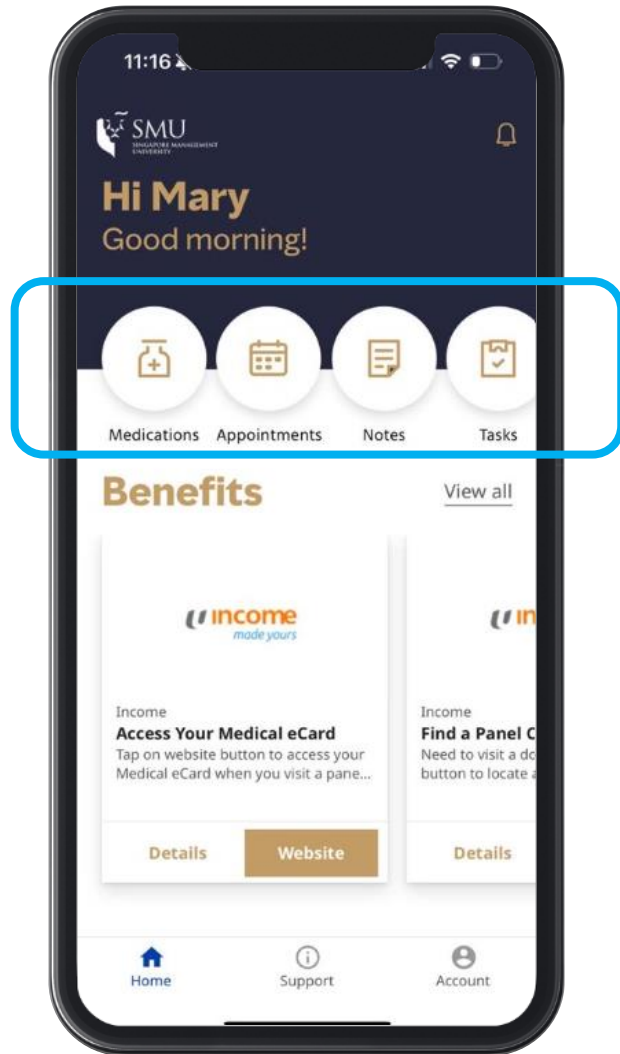 11:16
SMU
SINGAPORE MANAGEMENT
UNIVERSITY
Hi Mary
Good morning!
Medications Appointments Notes Tasks
Benefits View all
income
made yours
in
Income
Access Your Medical eCard
Tap on website button to access your
Medical eCard when you visit a pane...
Income
Find a Panel C
Need to visit a do
button to locate a
Details Website Details
Home Support Account